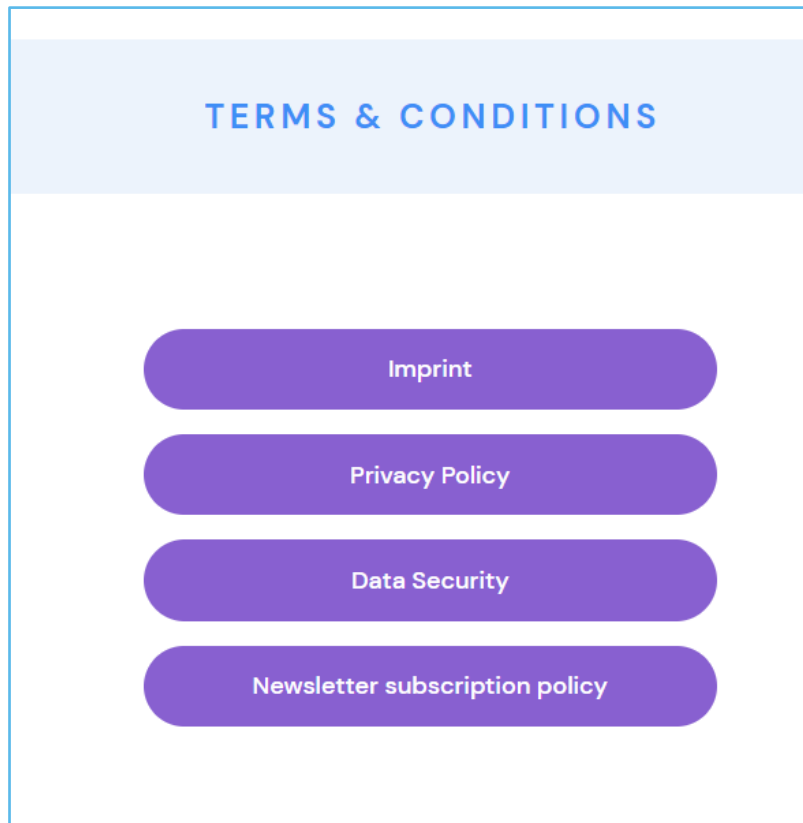 TERMS & CONDITIONS
Imprint
Privacy Policy
Data Security
Newsletter subscription policy